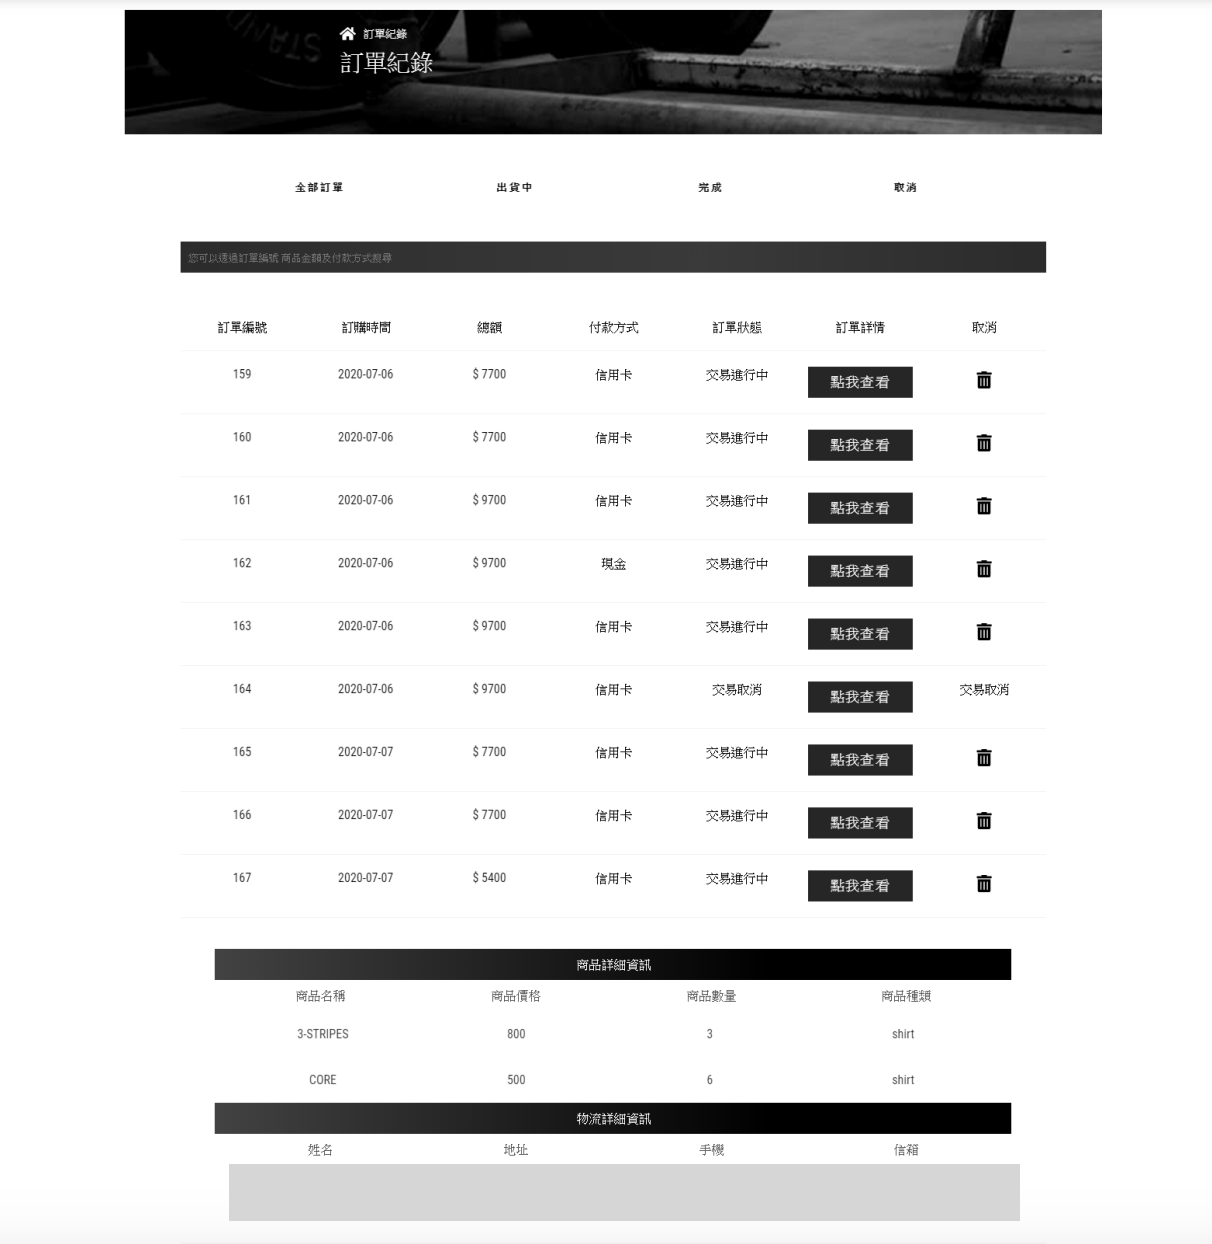 訂單紀錄
訂單紀錄
全部訂單 出貨中 完成 取消
您可以透過訂單編號 商品金額及付款方式搜尋
訂單編號 訂購時間 總額 付款方式 訂單狀態 訂單詳情 取消
159 2020-07-06 $ 7700 信用卡 交易進行中 點我查看
160 2020-07-06 $ 7700 信用卡 交易進行中 點我查看
161 2020-07-06 $ 9700 信用卡 交易進行中 點我查看
162 2020-07-06 $ 9700 現金 交易進行中 點我查看
163 2020-07-06 $ 9700 信用卡 交易進行中 點我查看
164 2020-07-06 $ 9700 信用卡 交易取消 點我查看 交易取消
165 2020-07-07 $ 7700 信用卡 交易進行中 點我查看
166 2020-07-07 $ 7700 信用卡 交易進行中 點我查看
167 2020-07-07 $ 5400 信用卡 交易進行中 點我查看
商品詳細資訊
商品名稱 商品價格 商品數量 商品種類
3-STRIPES 800 3 shirt
CORE 500 6 shirt
物流詳細資訊
姓名 地址 手機 信箱